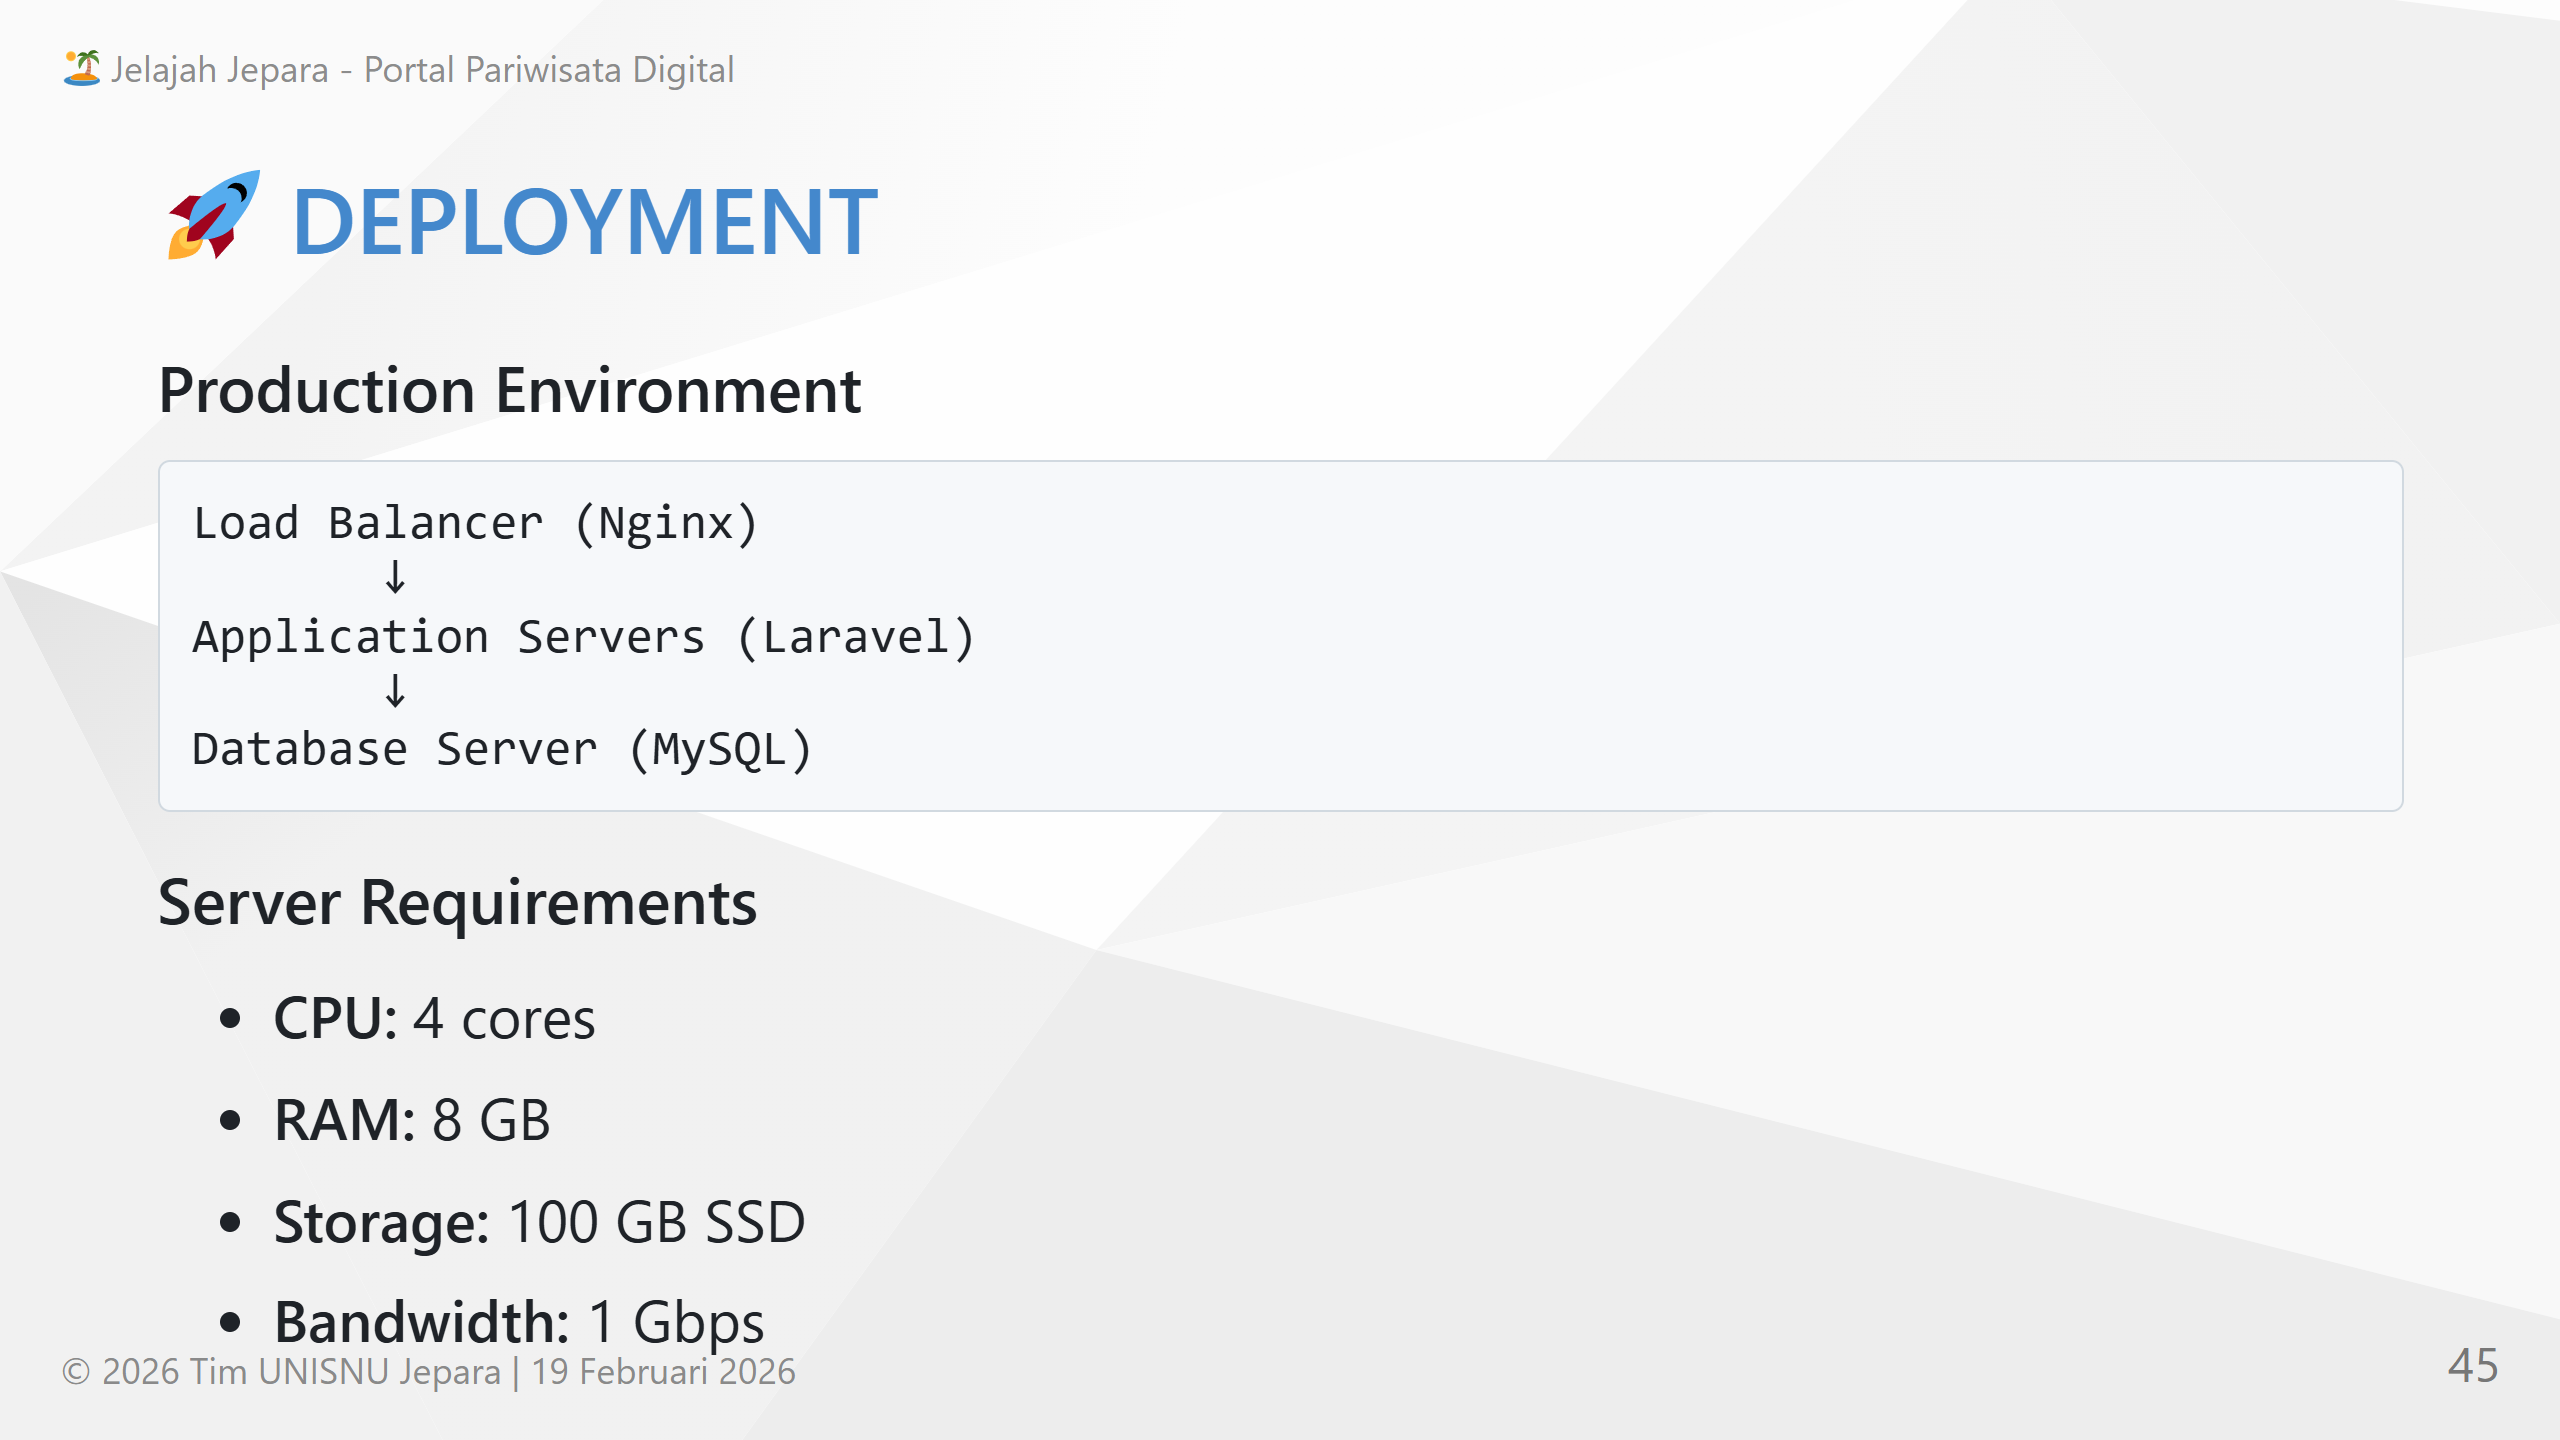 🏝️ Jelajah Jepara - Portal Pariwisata Digital
🚀 DEPLOYMENT
Production Environment
Load Balancer (Nginx)
↓
Application Servers (Laravel)
↓
Database Server (MySQL)
Server Requirements
• CPU: 4 cores
• RAM: 8 GB
• Storage: 100 GB SSD
• Bandwidth: 1 Gbps
© 2026 Tim UNISNU Jepara | 19 Februari 2026
45